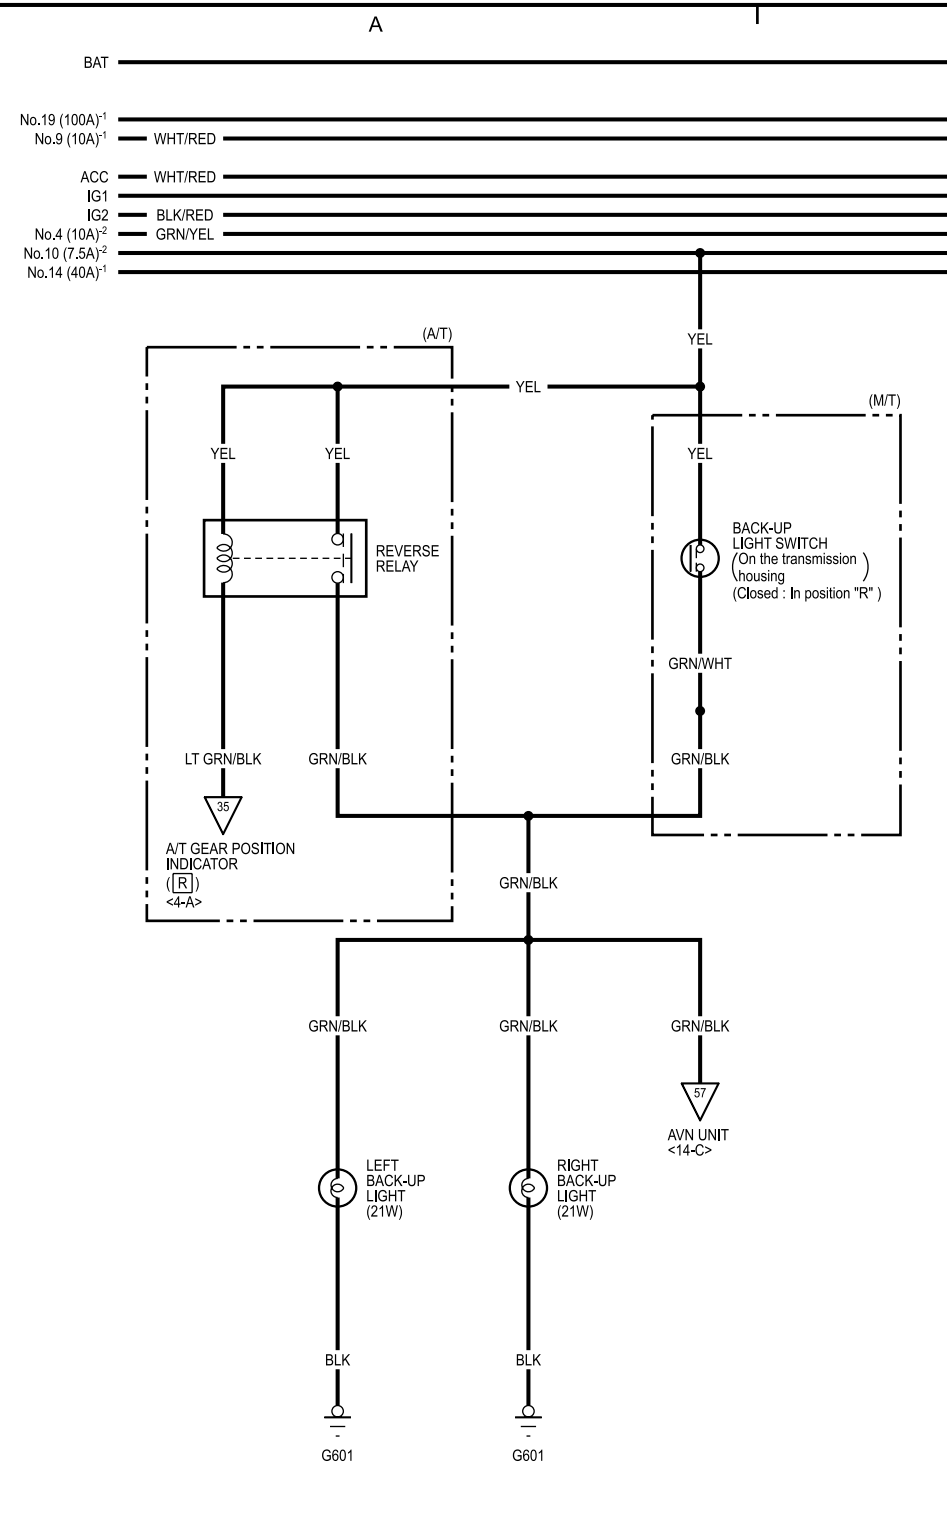 A
BAT
No.19 (100A)-1
No.9 (10A)-1 WHT/RED
ACC WHT/RED
IG1
IG2 BLK/RED
No.4 (10A)-2 GRN/YEL
No.10 (7.5A)-2
No.14 (40A)-1
(A/T)
YEL
YEL
(M/T)
YEL
YEL
YEL
REVERSE
RELAY
BACK-UP
LIGHT SWITCH
(On the transmission
housing)
(Closed : In position "R" )
GRN/WHT
LT GRN/BLK
GRN/BLK
GRN/BLK
35
A/T GEAR POSITION
INDICATOR
( R )
<4-A>
GRN/BLK
GRN/BLK
GRN/BLK
GRN/BLK
57
AVN UNIT
<14-C>
LEFT
BACK-UP
LIGHT
(21W)
RIGHT
BACK-UP
LIGHT
(21W)
BLK
BLK
G601
G601